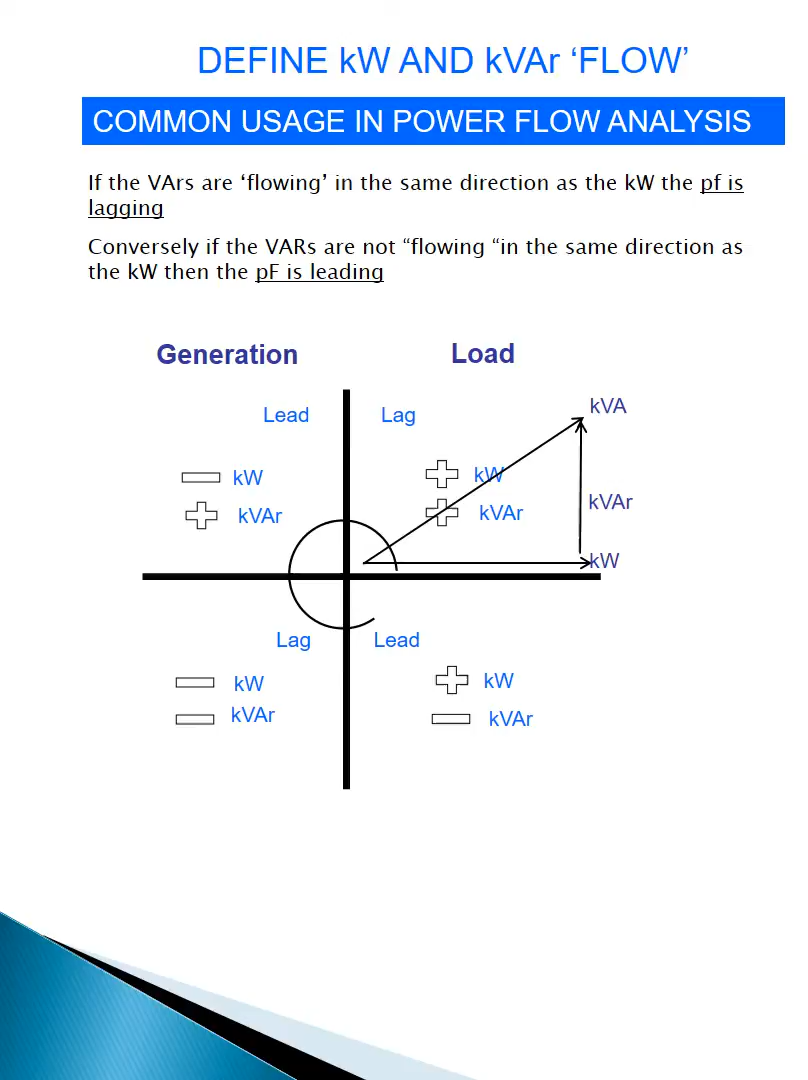 DEFINE kW AND kVAr ‘FLOW’
COMMON USAGE IN POWER FLOW ANALYSIS
If the VArs are ‘flowing’ in the same direction as the kW the pf is
lagging
Conversely if the VARs are not “flowing “in the same direction as
the kW then the pF is leading
Generation
Load
kVA
Lead
Lag
kW
kW
kVAr
kVAr
kVAr
kW
Lag
Lead
kW
kW
kVAr
kVAr